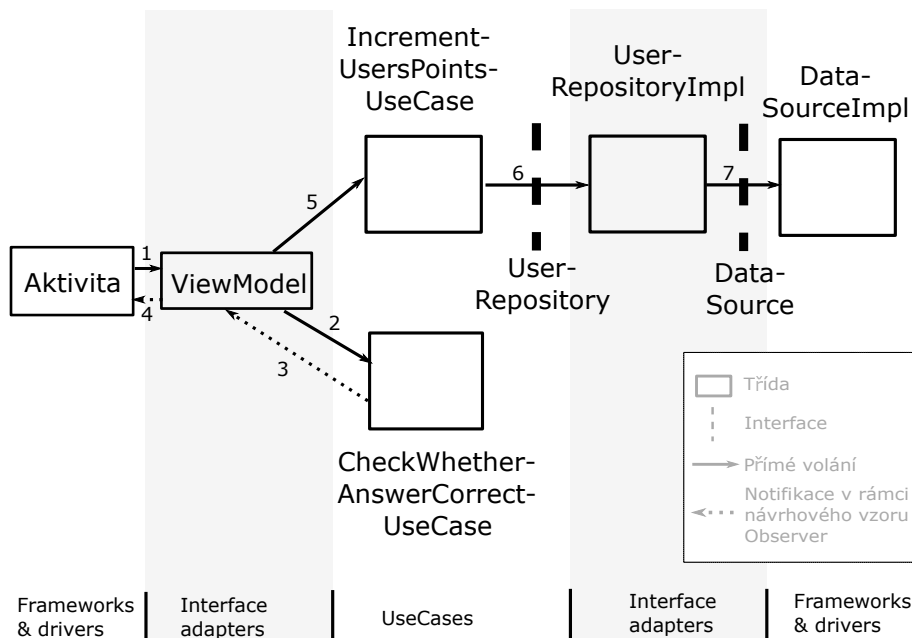 Increment-
UsersPoints-
UseCase
User-
RepositoryImpl
Data-
SourceImpl
6
7
5
1
Aktivita
ViewModel
4
User-
Repository
Data-
Source
2
3
CheckWhether-
AnswerCorrect-
UseCase
Třída
Interface
Přímé volání
Notifikace v rámci
návrhového vzoru
Observer
Frameworks
& drivers
Interface
adapters
UseCases
Interface
adapters
Frameworks
& drivers